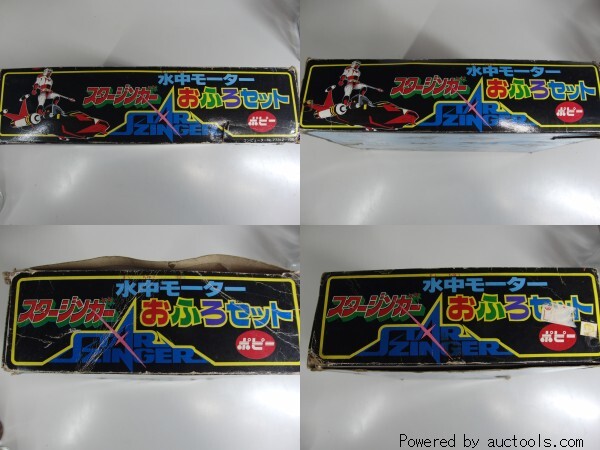 水中モーター
スタージンガー おふろセット
STAR
ZINGER
ポピー
水中モーター
スタージンガー おふろセット
STAR
ZINGER
ポピー
水中モーター
スタージンガー おふろセット
STAR
ZINGER
ポピー
水中モーター
スタージンガー おふろセット
STAR
ZINGER
ポピー
Powered by auctools.com